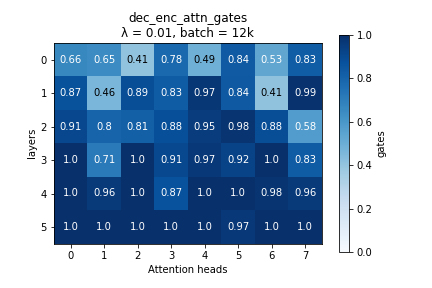 dec_enc_attn_gates
λ = 0.01, batch = 12k
0 0.66 0.65 0.41 0.78 0.49 0.84 0.53 0.83
1 0.87 0.46 0.89 0.83 0.97 0.84 0.41 0.99
2 0.91 0.8 0.81 0.88 0.95 0.98 0.88 0.58
3 1.0 0.71 1.0 0.91 0.97 0.92 1.0 0.83
4 1.0 0.96 1.0 0.87 1.0 1.0 0.98 0.96
5 1.0 1.0 1.0 1.0 1.0 0.97 1.0 1.0
0 1 2 3 4 5 6 7
Attention heads
layers
1.0
0.8
0.6
0.4
0.2
0.0
gates